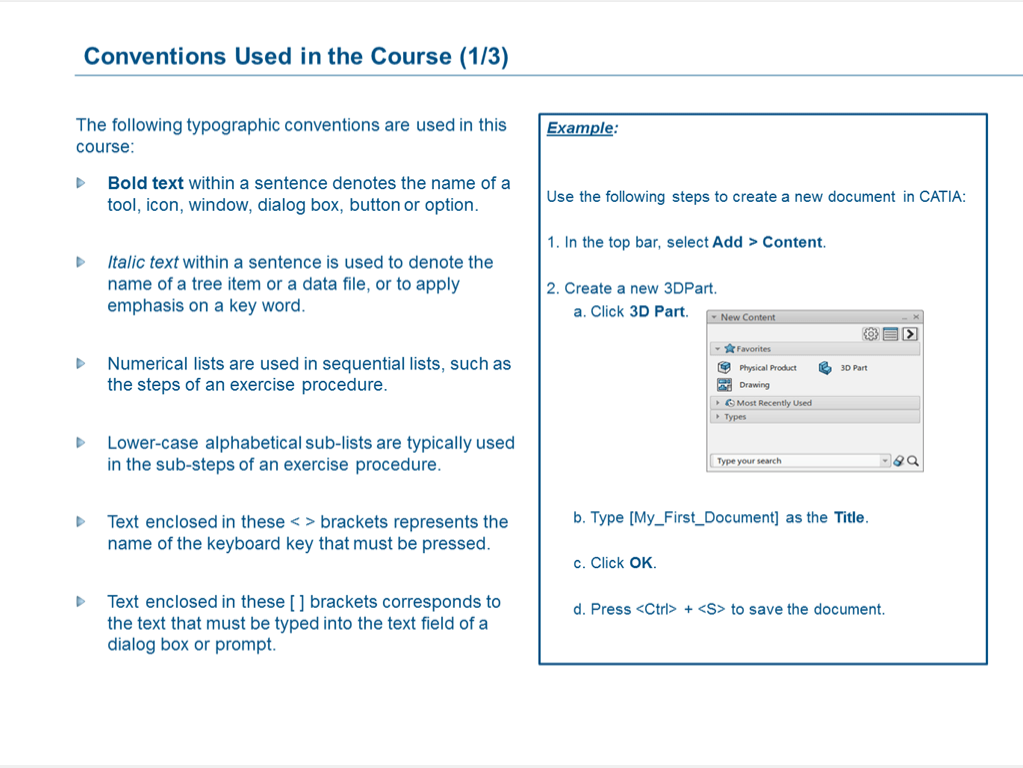 Conventions Used in the Course (1/3)
The following typographic conventions are used in this
course:
Bold text within a sentence denotes the name of a
tool, icon, window, dialog box, button or option.
Italic text within a sentence is used to denote the
name of a tree item or a data file, or to apply
emphasis on a key word.
Numerical lists are used in sequential lists, such as
the steps of an exercise procedure.
Lower-case alphabetical sub-lists are typically used
in the sub-steps of an exercise procedure.
Text enclosed in these < > brackets represents the
name of the keyboard key that must be pressed.
Text enclosed in these [ ] brackets corresponds to
the text that must be typed into the text field of a
dialog box or prompt.
Example:
Use the following steps to create a new document in CATIA:
1. In the top bar, select Add > Content.
2. Create a new 3DPart.
a. Click 3D Part.
New Content
Favorites
Physical Product 3D Part
Drawing
Most Recently Used
Types
Type your search
b. Type [My_First_Document] as the Title.
c. Click OK.
d. Press <Ctrl> + <S> to save the document.